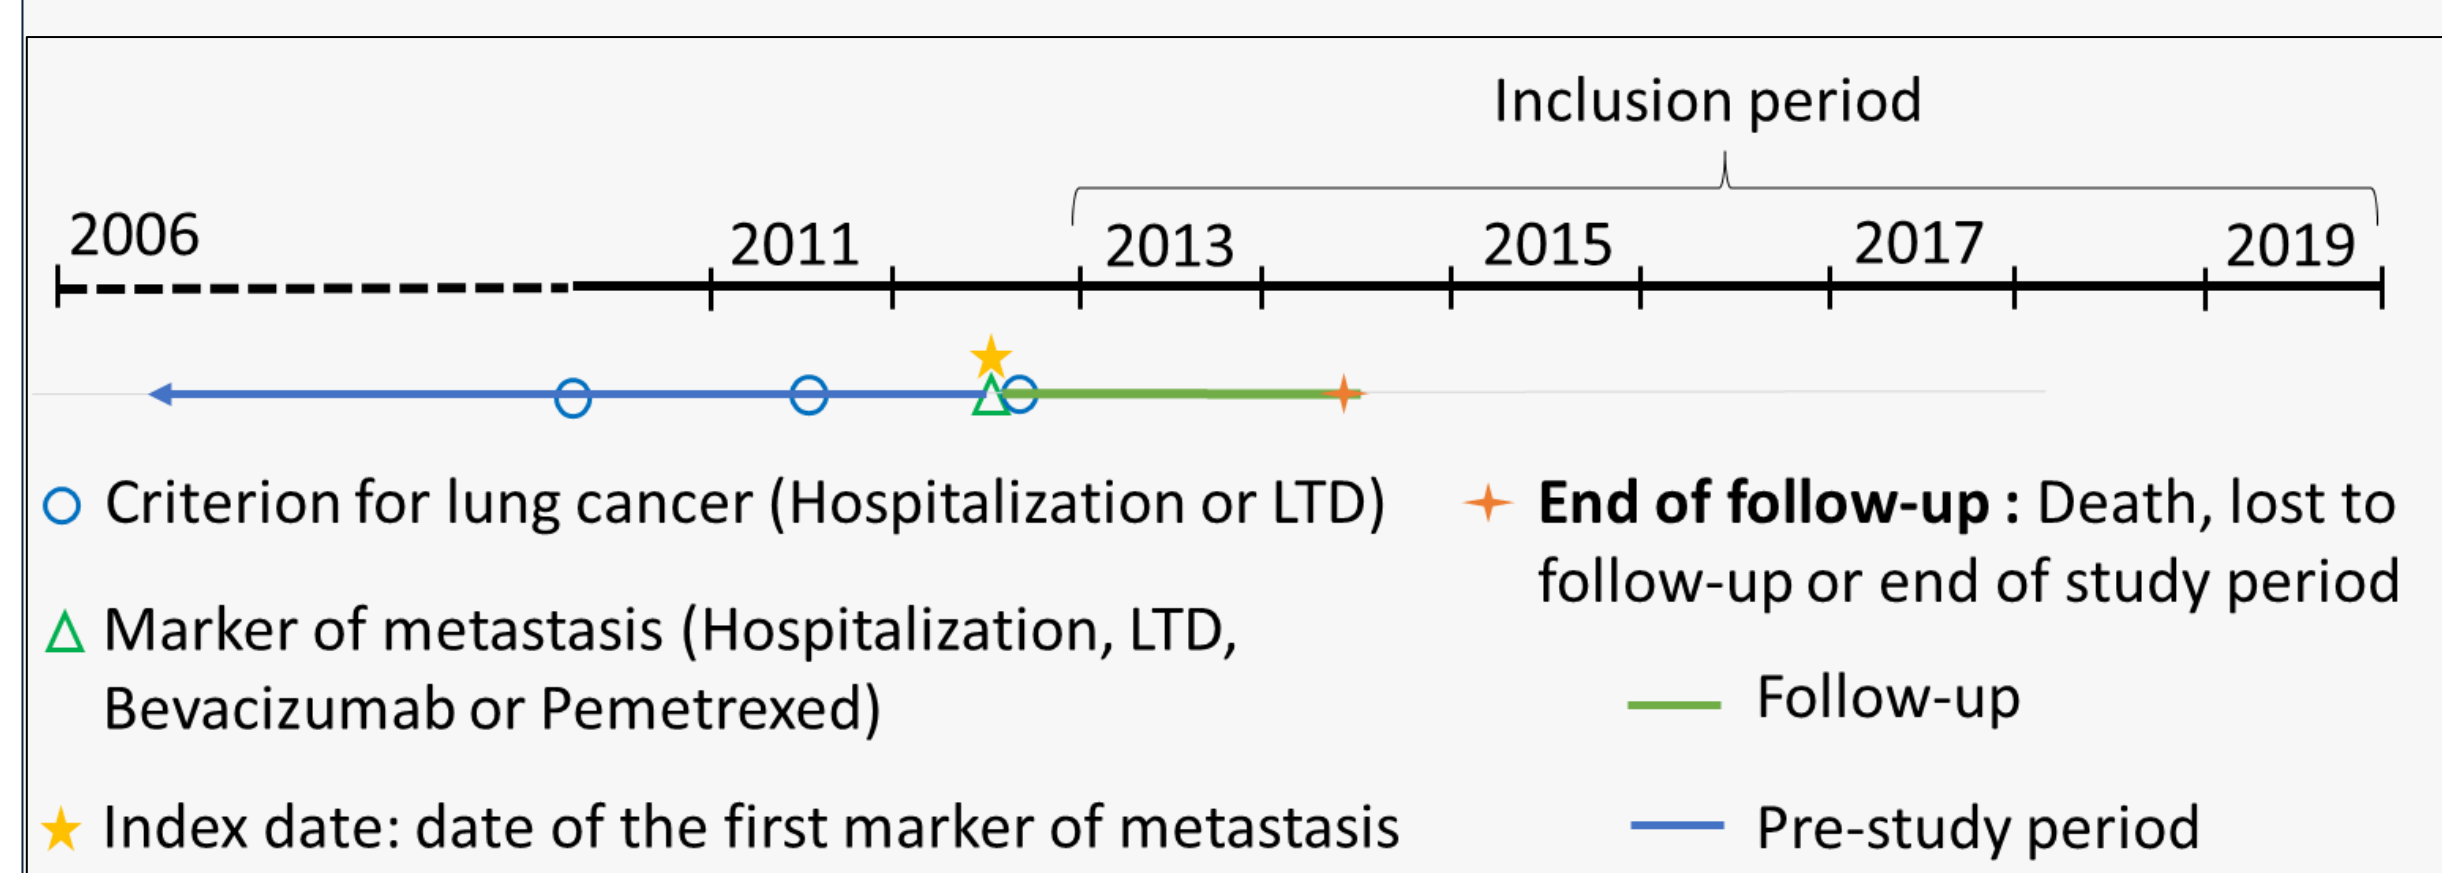 Inclusion period
2006
2011
2013
2015
2017
2019
Criterion for lung cancer (Hospitalization or LTD)
Marker of metastasis (Hospitalization, LTD,
Bevacizumab or Pemetrexed)
Index date: date of the first marker of metastasis
End of follow-up : Death, lost to
follow-up or end of study period
Follow-up
Pre-study period